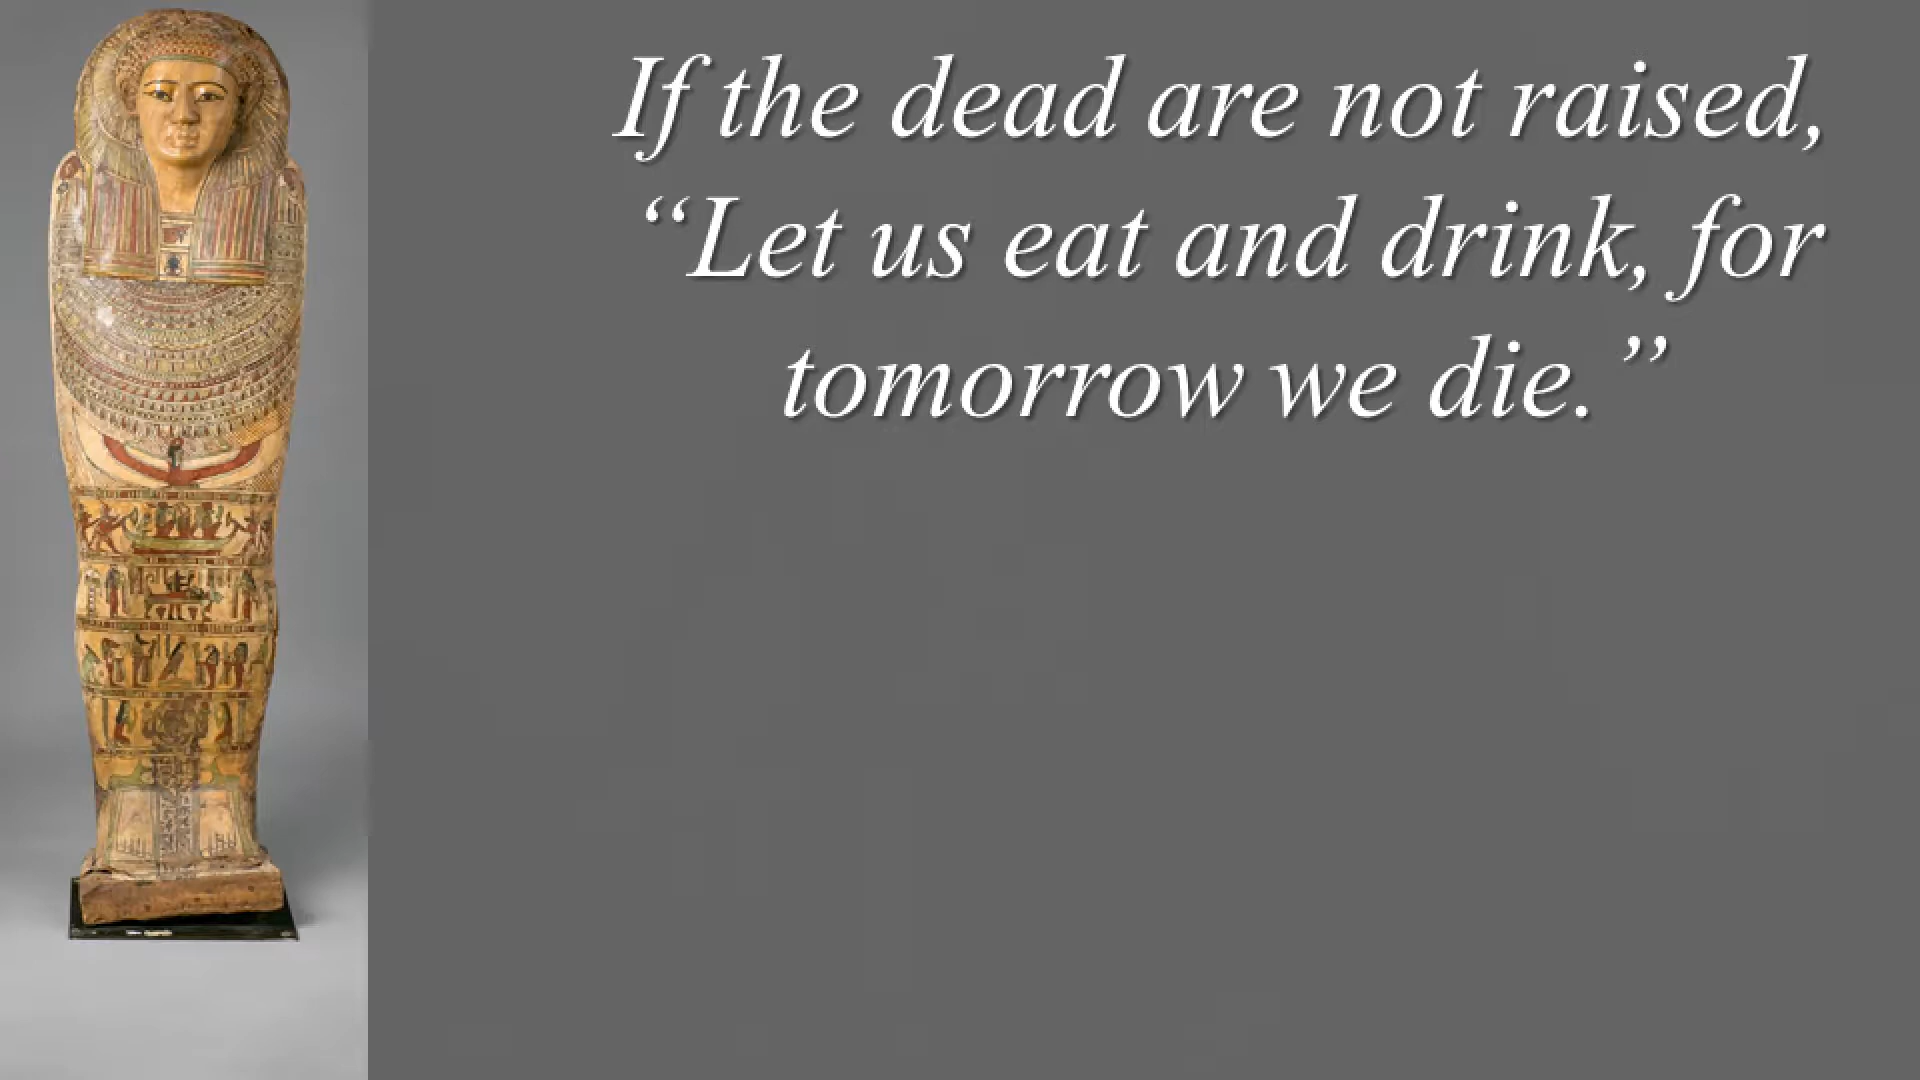 If the dead are not raised,
“Let us eat and drink, for
tomorrow we die.”